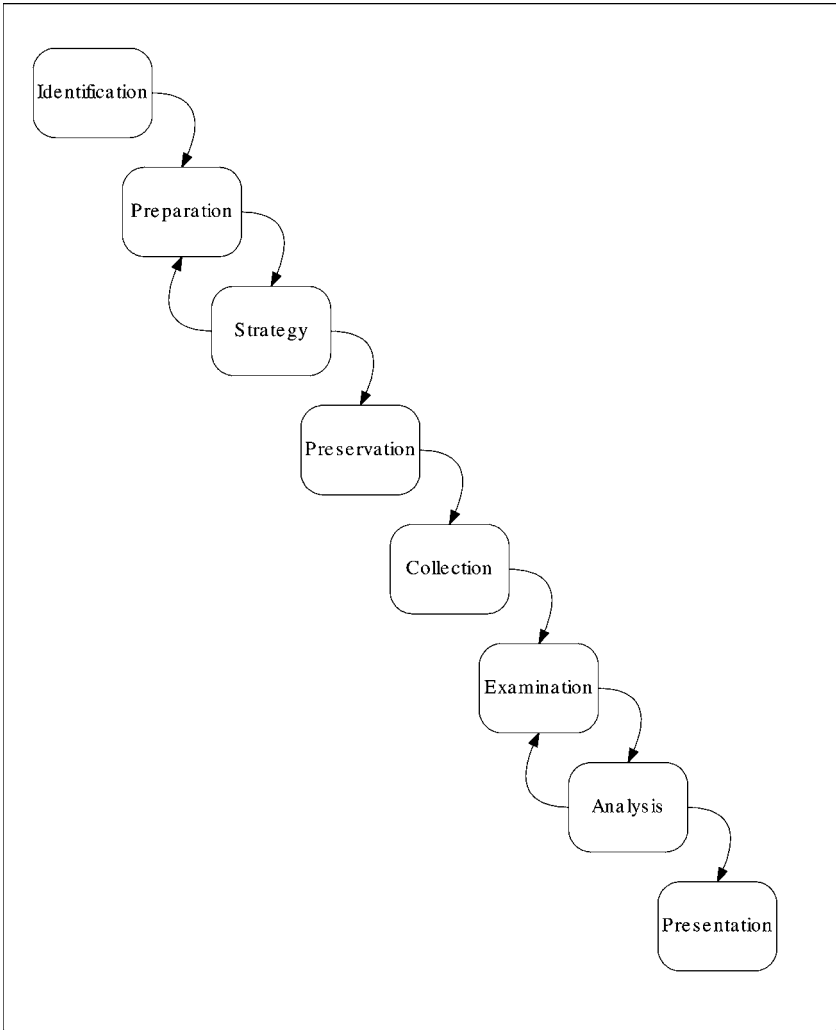 Identification
Preparation
Strategy
Preservation
Collection
Examination
Analysis
Presentation